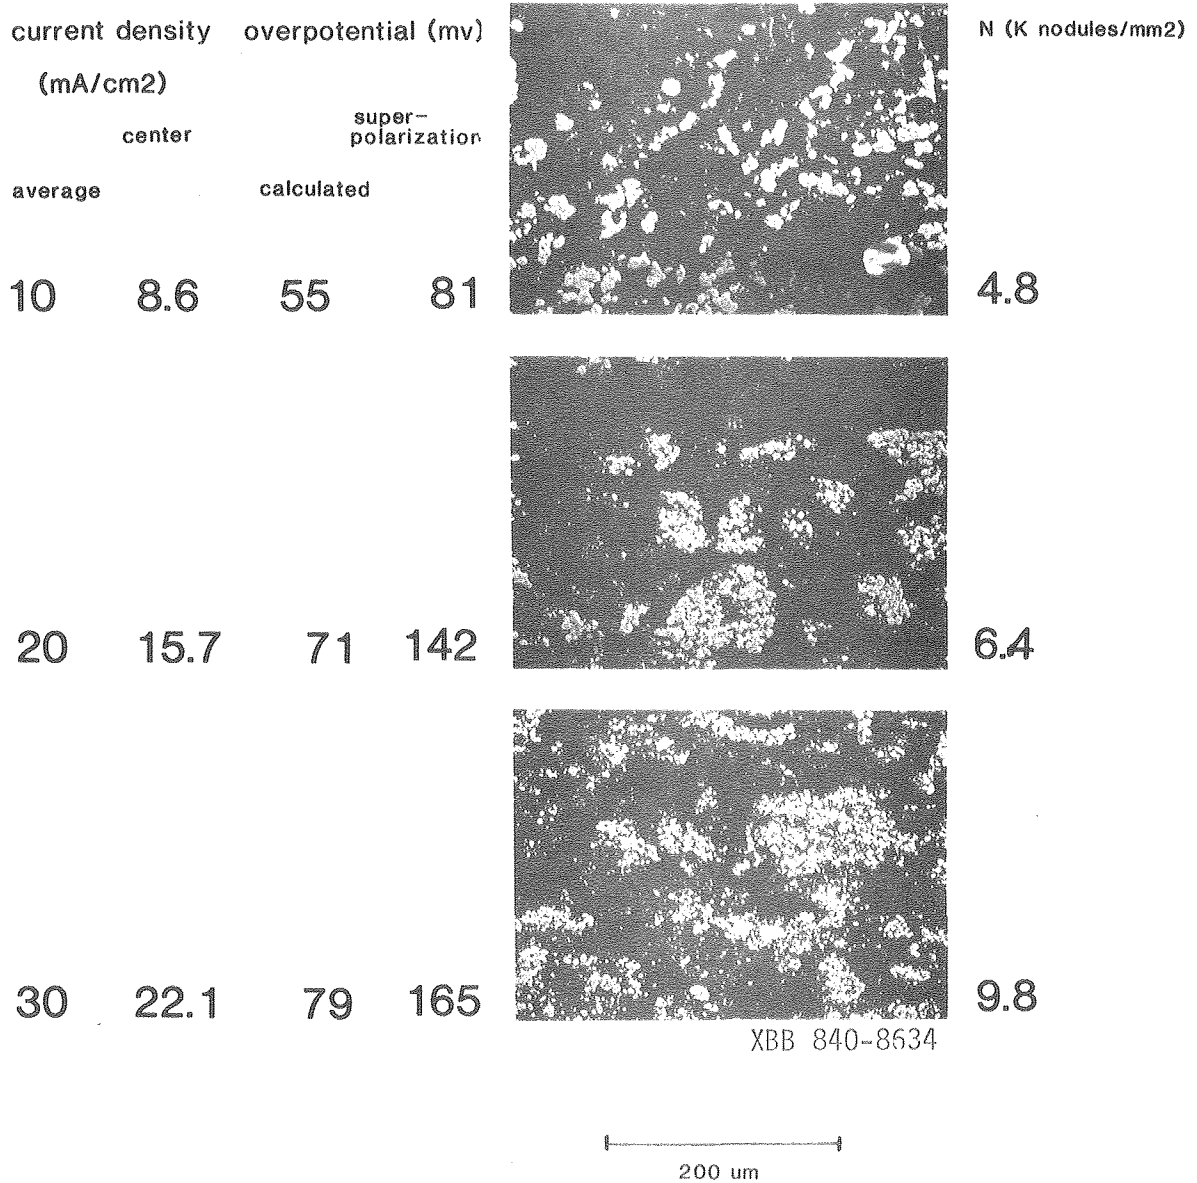 current density overpotential (mv) N (K nodules/mm2)
(mA/cm2)
super-
center polarization
average calculated
10 8.6 55 81 4.8
20 15.7 71 142 6.4
30 22.1 79 165 9.8
XBB 840-8634
200 um